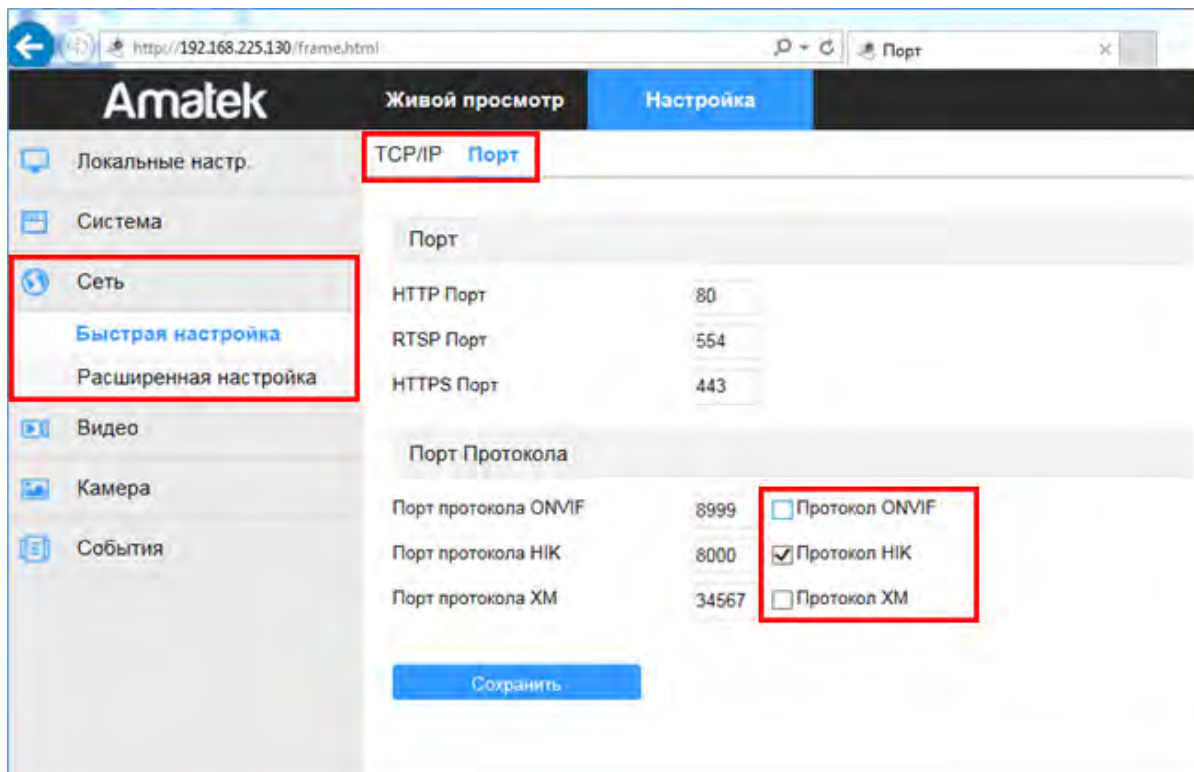 http://192.168.225.130/frame.html
Порт
Amatek
Живой просмотр
Настройка
Локальные настр.
Система
Сеть
Быстрая настройка
Расширенная настройка
Видео
Камера
События
TCP/IP Порт
Порт
HTTP Порт 80
RTSP Порт 554
HTTPS Порт 443
Порт Протокола
Порт протокола ONVIF 8999 Протокол ONVIF
Порт протокола HIK 8000 Протокол HIK
Порт протокола XM 34567 Протокол XM
Сохранить